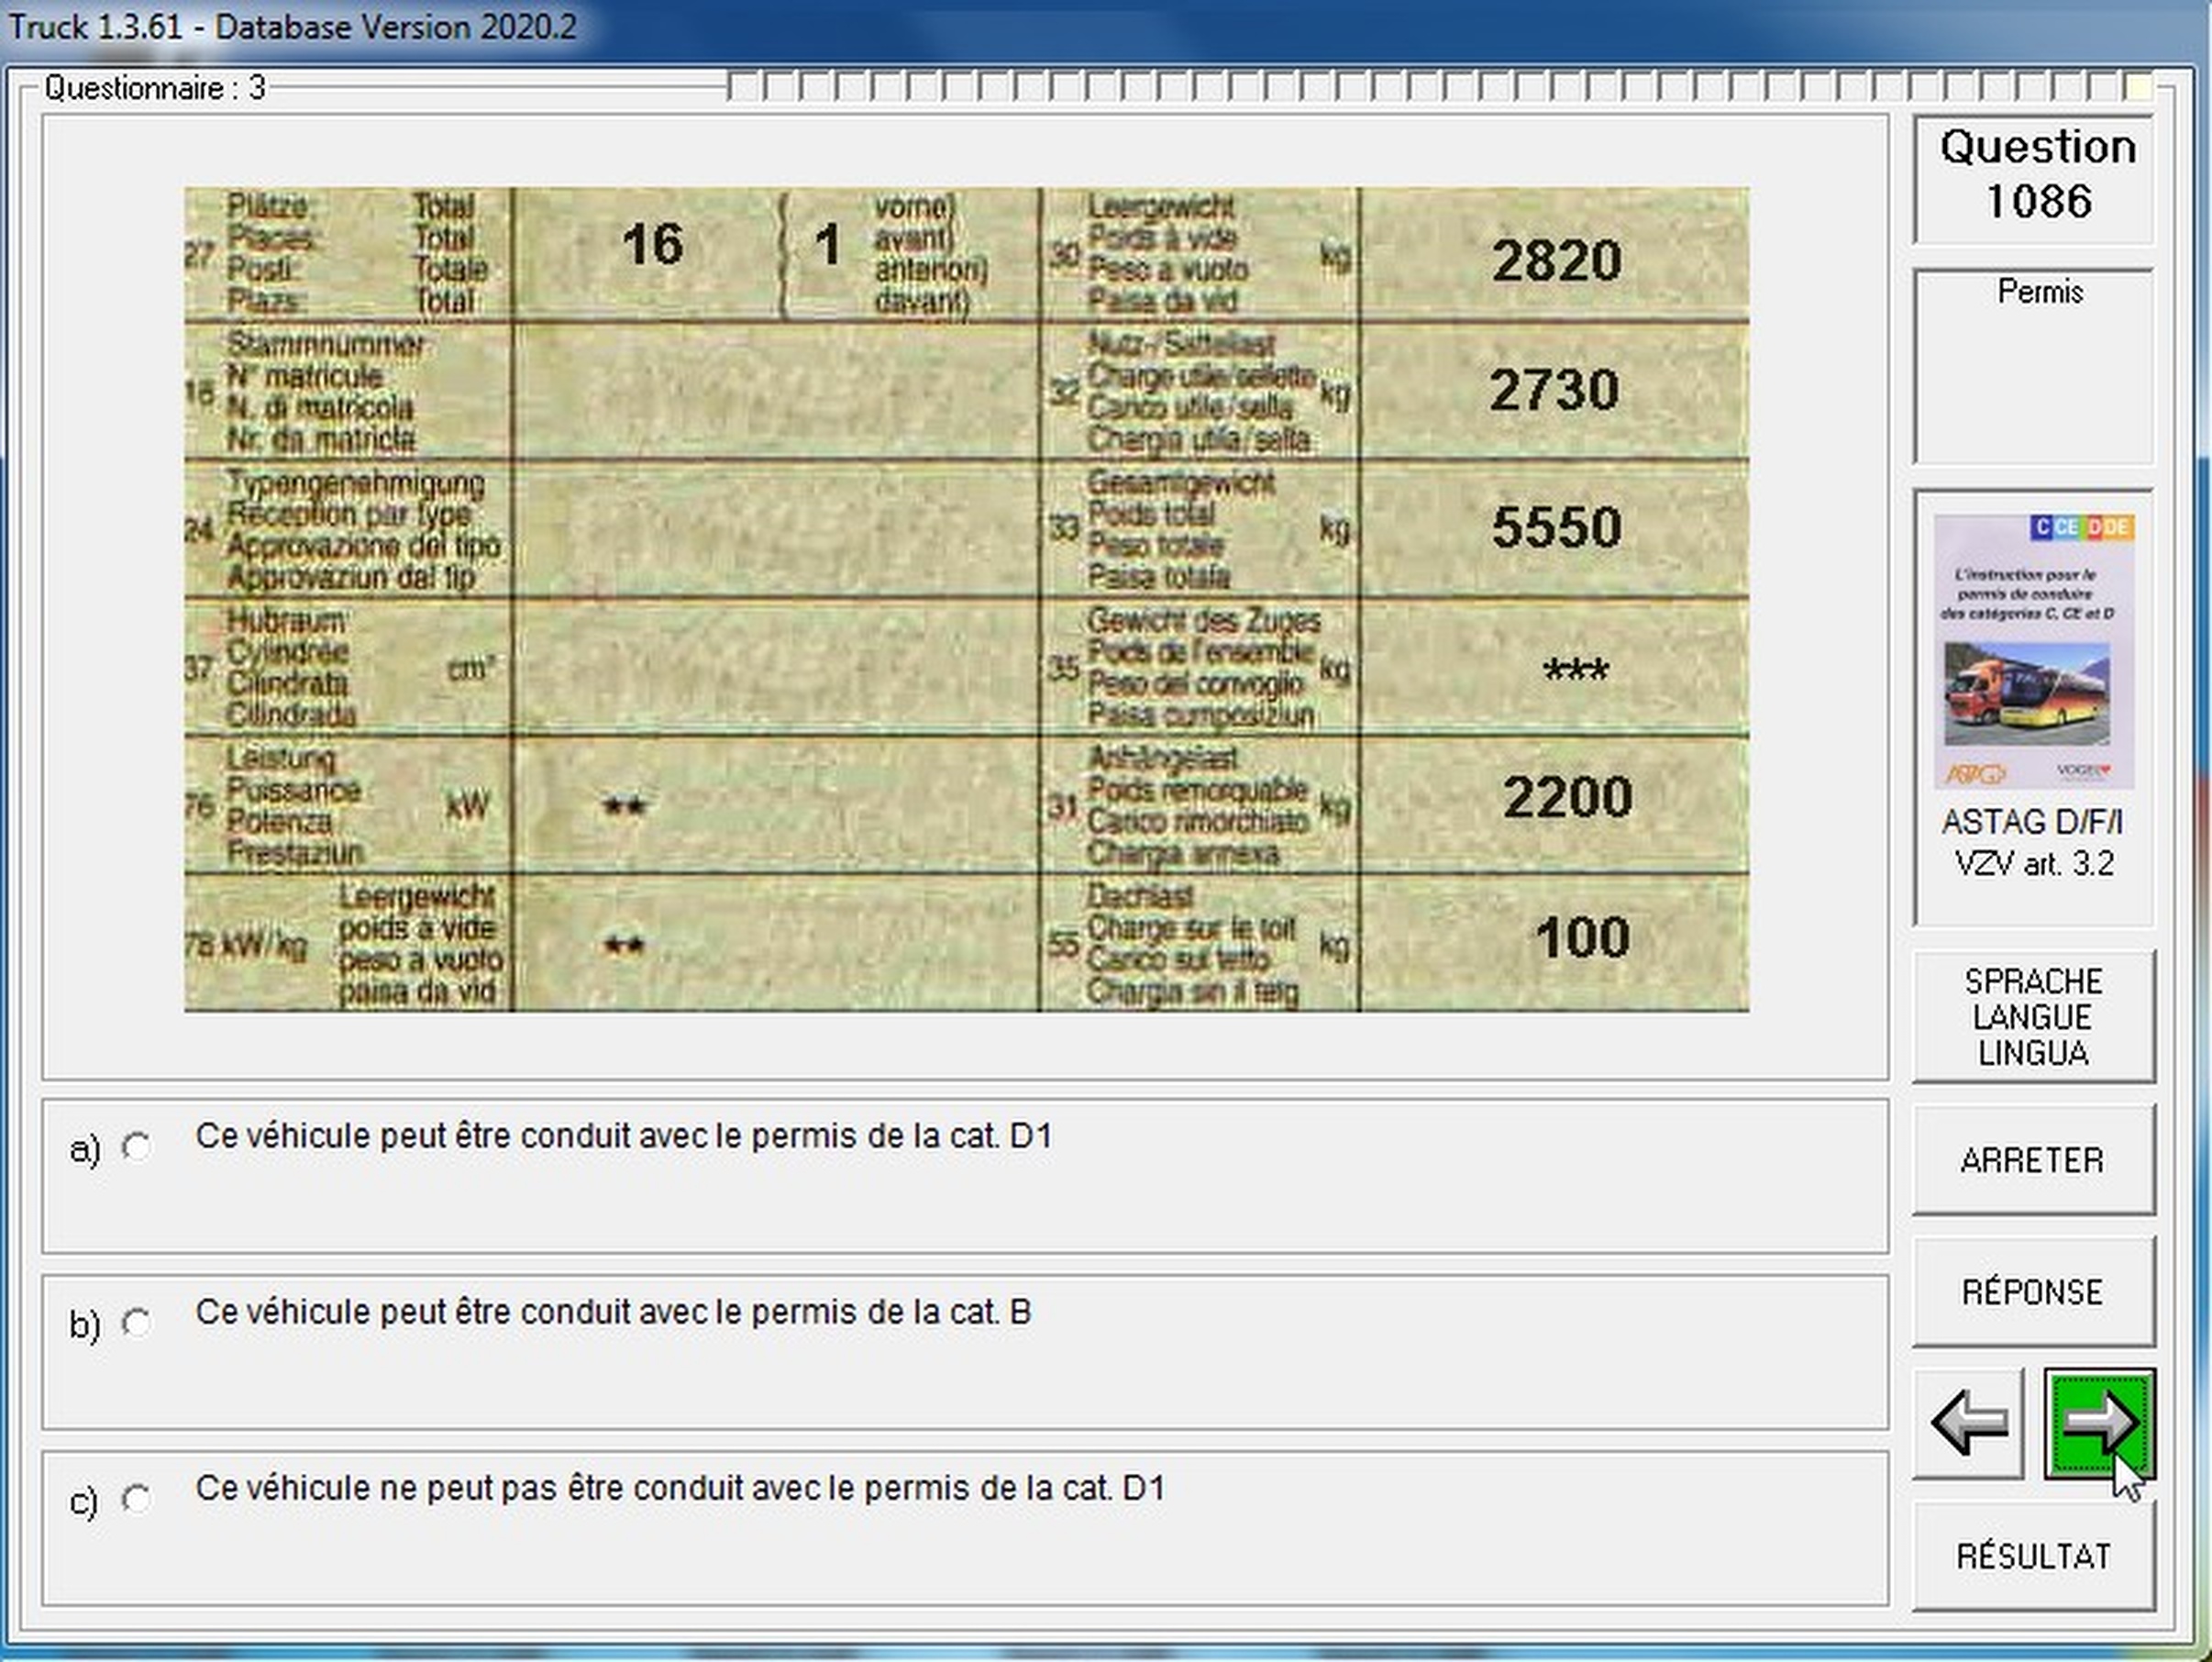 Truck 1.3.61 - Database Version 2020.2
Questionnaire : 3
27 Plätze: Total
Places: Total
Posti: Totale
Plazs: Total
16
1
vorne)
avant)
anteriori)
davant)
30 Leergewicht
Poids à vide
Peso a vuoto
Paisa da vid
kg
2820
18 Stammnummer
N° matricule
N. di matricola
Nr. da matricla
32 Nutz-/Sattellast
Charge utile/sellette
Carico utile/sella
Chargia utila/sella
kg
2730
24 Typengenehmigung
Réception par type
Approvazione del tipo
Approvaziun dal tip
33 Gesamtgewicht
Poids total
Peso totale
Paisa totala
kg
5550
37 Hubraum
Cylindrée
Cilindrata
Cilindrada
cm³
35 Gewicht des Zuges
Poids de l'ensemble
Peso del convoglio
Paisa cumposiziun
kg
***
76 Leistung
Puissance
Potenza
Prestaziun
kW
**
31 Anhängelast
Poids remorquable
Carico rimorchiato
Chargia annexa
kg
2200
78 kW/kg
Leergewicht
poids à vide
peso a vuoto
paisa da vid
**
55 Dachlast
Charge sur le toit
Carico sul tetto
Chargia sin il tetg
kg
100
a) Ce véhicule peut être conduit avec le permis de la cat. D1
b) Ce véhicule peut être conduit avec le permis de la cat. B
c) Ce véhicule ne peut pas être conduit avec le permis de la cat. D1
Question
1086
Permis
C CE D DE
L'instruction pour le
permis de conduire
des catégories C, CE et D
ASTAG
VOGEL
ASTAG D/F/I
VZV art. 3.2
SPRACHE
LANGUE
LINGUA
ARRETER
RÉPONSE
RÉSULTAT